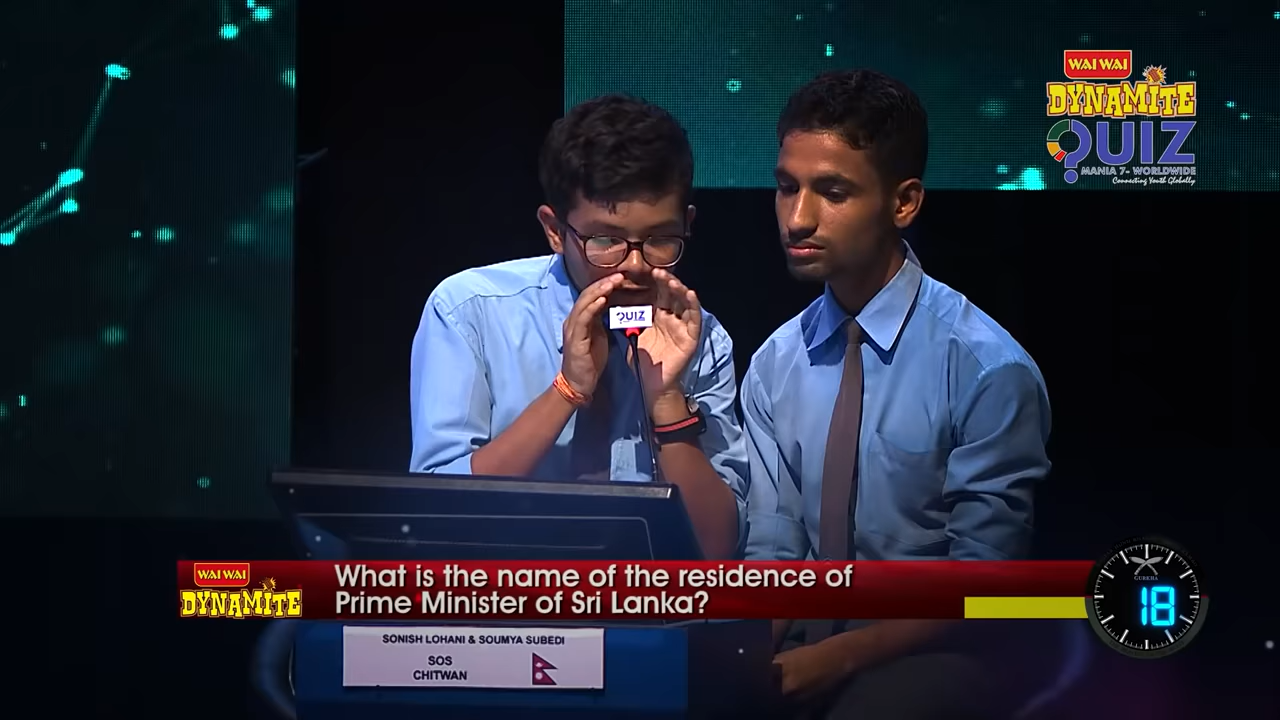 WAI WAI
DYNAMITE
QUIZ
MANIA 7- WORLDWIDE
Connecting Youth Globally
QUIZ
WAI WAI
DYNAMITE
What is the name of the residence of
Prime Minister of Sri Lanka?
GURKHA
18
SONISH LOHANI & SOUMYA SUBEDI
SOS
CHITWAN